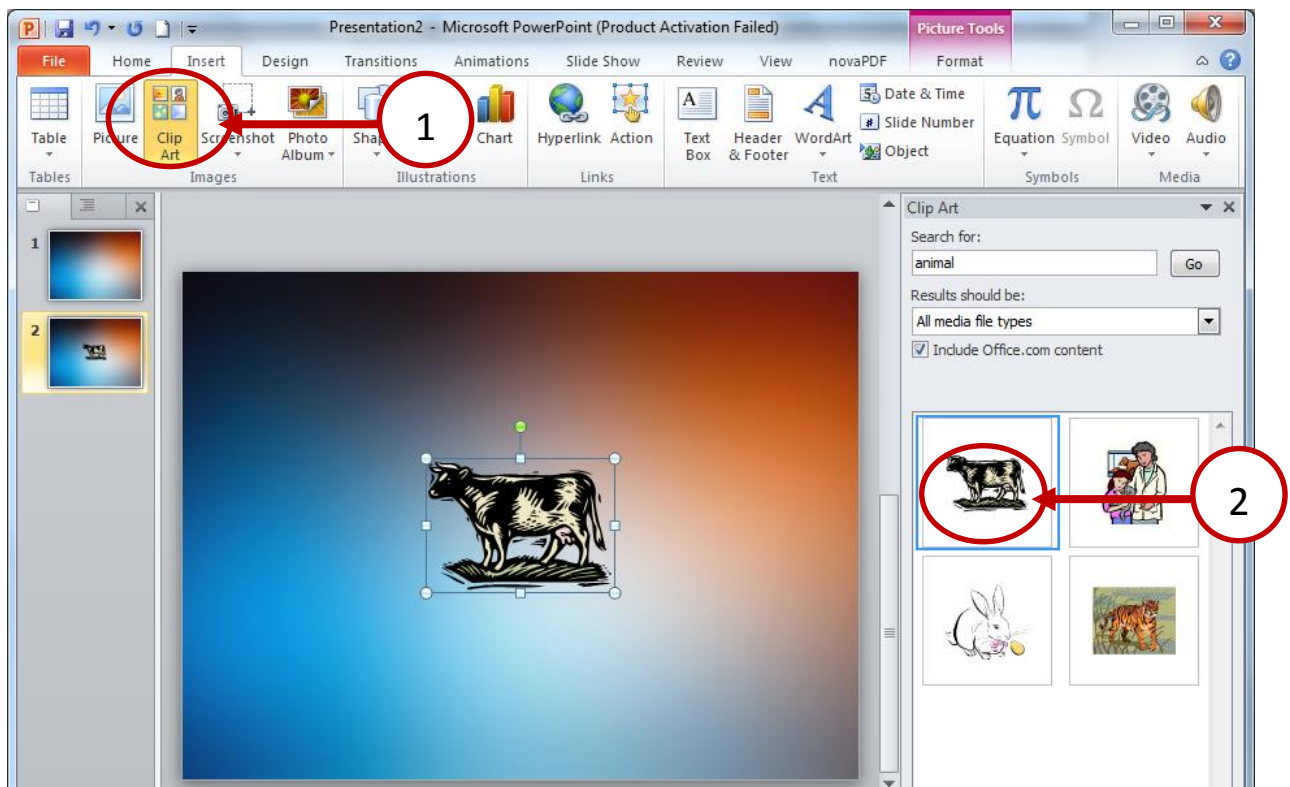 Presentation2 - Microsoft PowerPoint (Product Activation Failed)
Picture Tools
File Home Insert Design Transitions Animations Slide Show Review View novaPDF Format
Table
Picture
Clip Art
Screenshot
Photo Album
1
Chart
Hyperlink
Action
Text Box
Header & Footer
WordArt
Date & Time
Slide Number
Object
Equation
Symbol
Video
Audio
Tables Images Illustrations Links Text Symbols Media
1
2
Clip Art
Search for:
animal
Go
Results should be:
All media file types
Include Office.com content
2